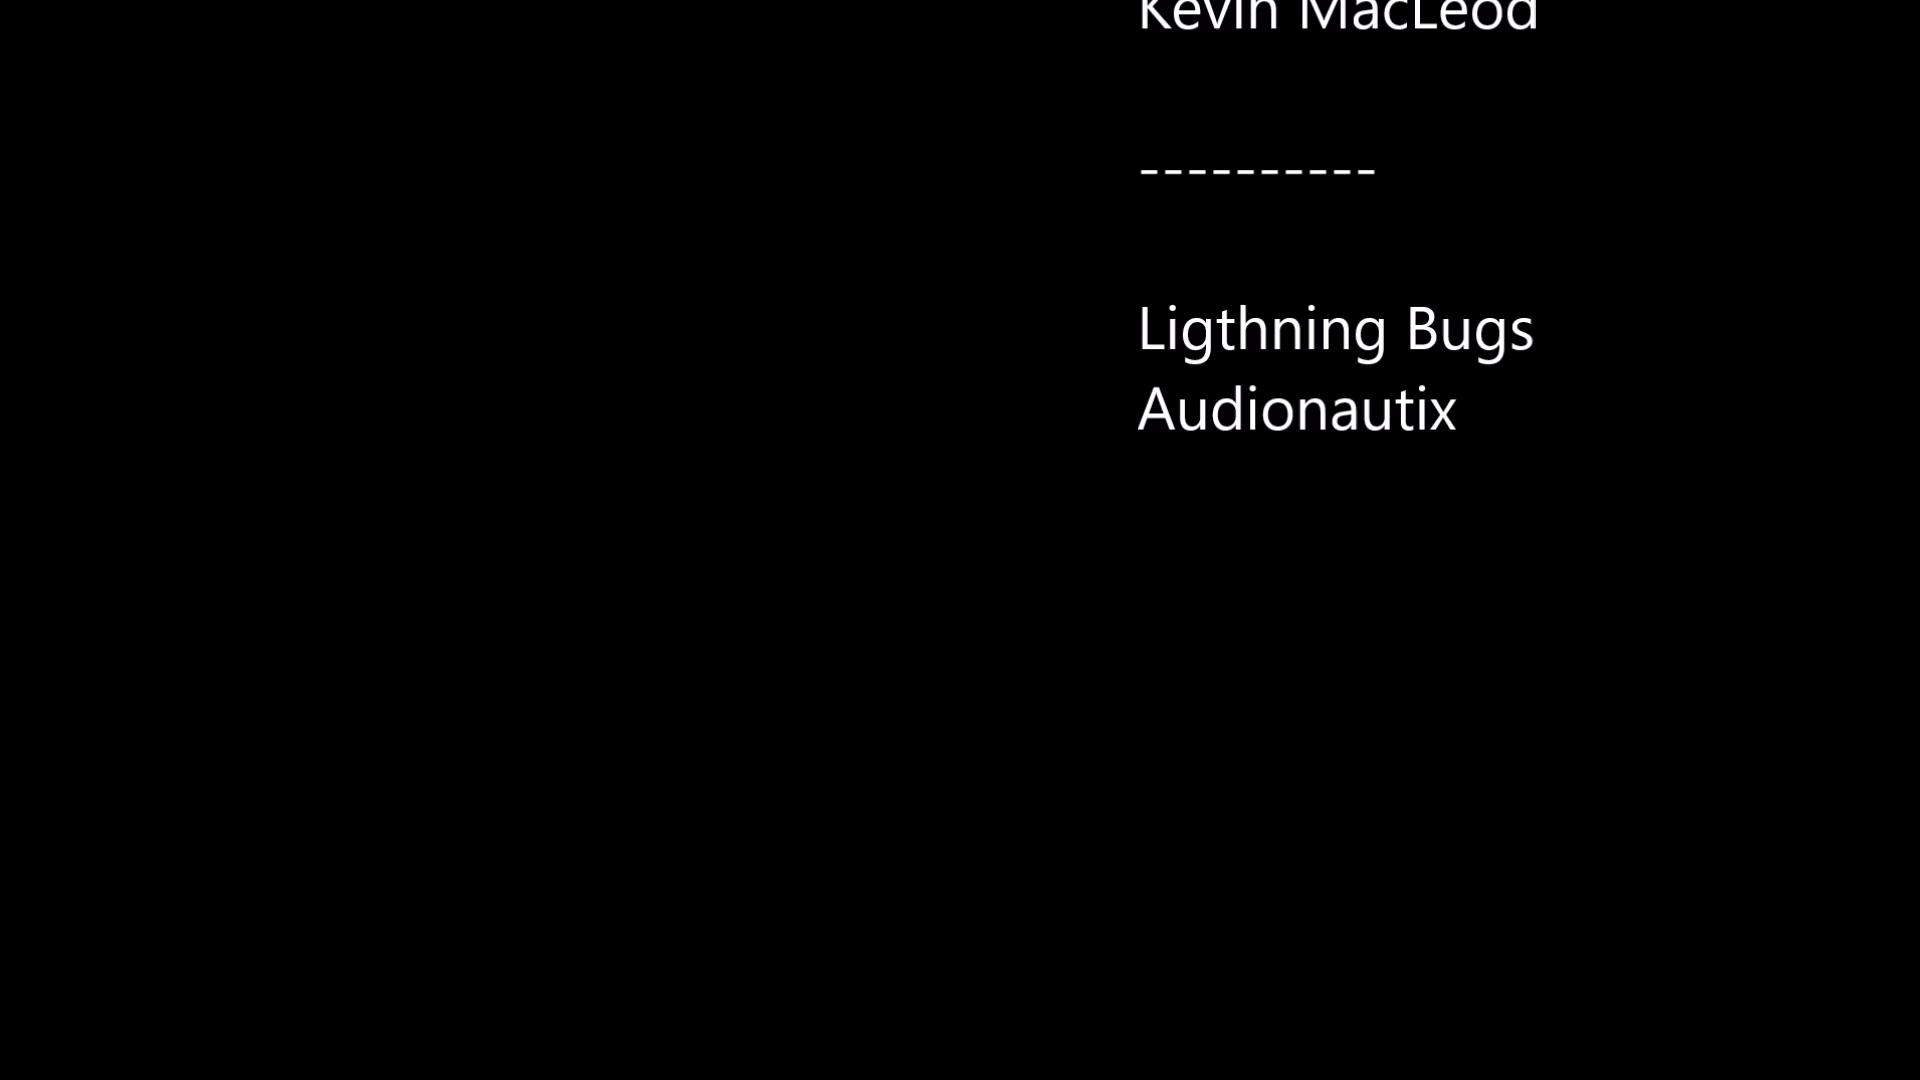 Kevin MacLeod
----------
Ligthning Bugs
Audionautix